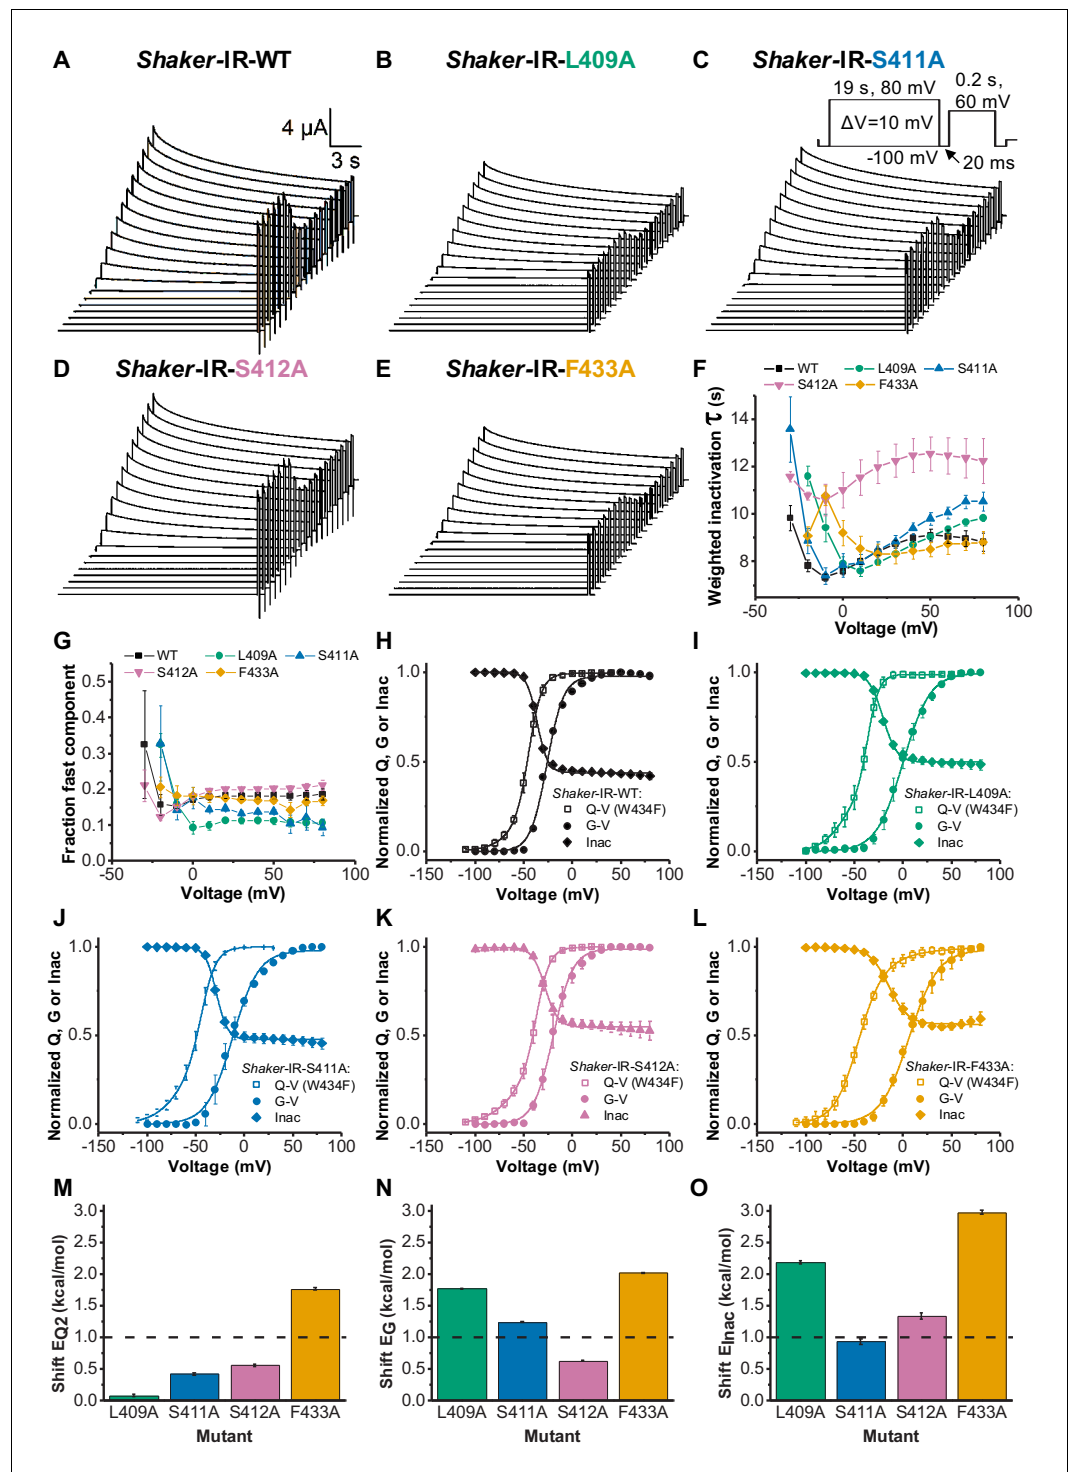 A Shaker-IR-WT
4 µA
3 s
B Shaker-IR-L409A
C Shaker-IR-S411A
19 s, 80 mV
0.2 s,
60 mV
ΔV=10 mV
-100 mV
20 ms
D Shaker-IR-S412A
E Shaker-IR-F433A
F
WT L409A S411A
S412A F433A
Weighted inactivation τ (s)
14
12
10
8
-50 0 50 100
Voltage (mV)
G
WT L409A S411A
S412A F433A
Fraction fast component
0.5
0.4
0.3
0.2
0.1
0.0
-100 -50 0 50 100
Voltage (mV)
H
Normalized Q, G or Inac
1.0
0.5
0.0
Shaker-IR-WT:
Q-V (W434F)
G-V
Inac
-150 -100 -50 0 50 100
Voltage (mV)
I
Normalized Q, G or Inac
1.0
0.5
0.0
Shaker-IR-L409A:
Q-V (W434F)
G-V
Inac
-150 -100 -50 0 50 100
Voltage (mV)
J
Normalized Q, G or Inac
1.0
0.5
0.0
Shaker-IR-S411A:
Q-V (W434F)
G-V
Inac
-150 -100 -50 0 50 100
Voltage (mV)
K
Normalized Q, G or Inac
1.0
0.5
0.0
Shaker-IR-S412A:
Q-V (W434F)
G-V
Inac
-150 -100 -50 0 50 100
Voltage (mV)
L
Normalized Q, G or Inac
1.0
0.5
0.0
Shaker-IR-F433A:
Q-V (W434F)
G-V
Inac
-150 -100 -50 0 50 100
Voltage (mV)
M
Shift EQ2 (kcal/mol)
3.0
2.5
2.0
1.5
1.0
0.5
0.0
L409A S411A S412A F433A
Mutant
N
Shift EG (kcal/mol)
3.0
2.5
2.0
1.5
1.0
0.5
0.0
L409A S411A S412A F433A
Mutant
O
Shift EInac (kcal/mol)
3.0
2.5
2.0
1.5
1.0
0.5
0.0
L409A S411A S412A F433A
Mutant